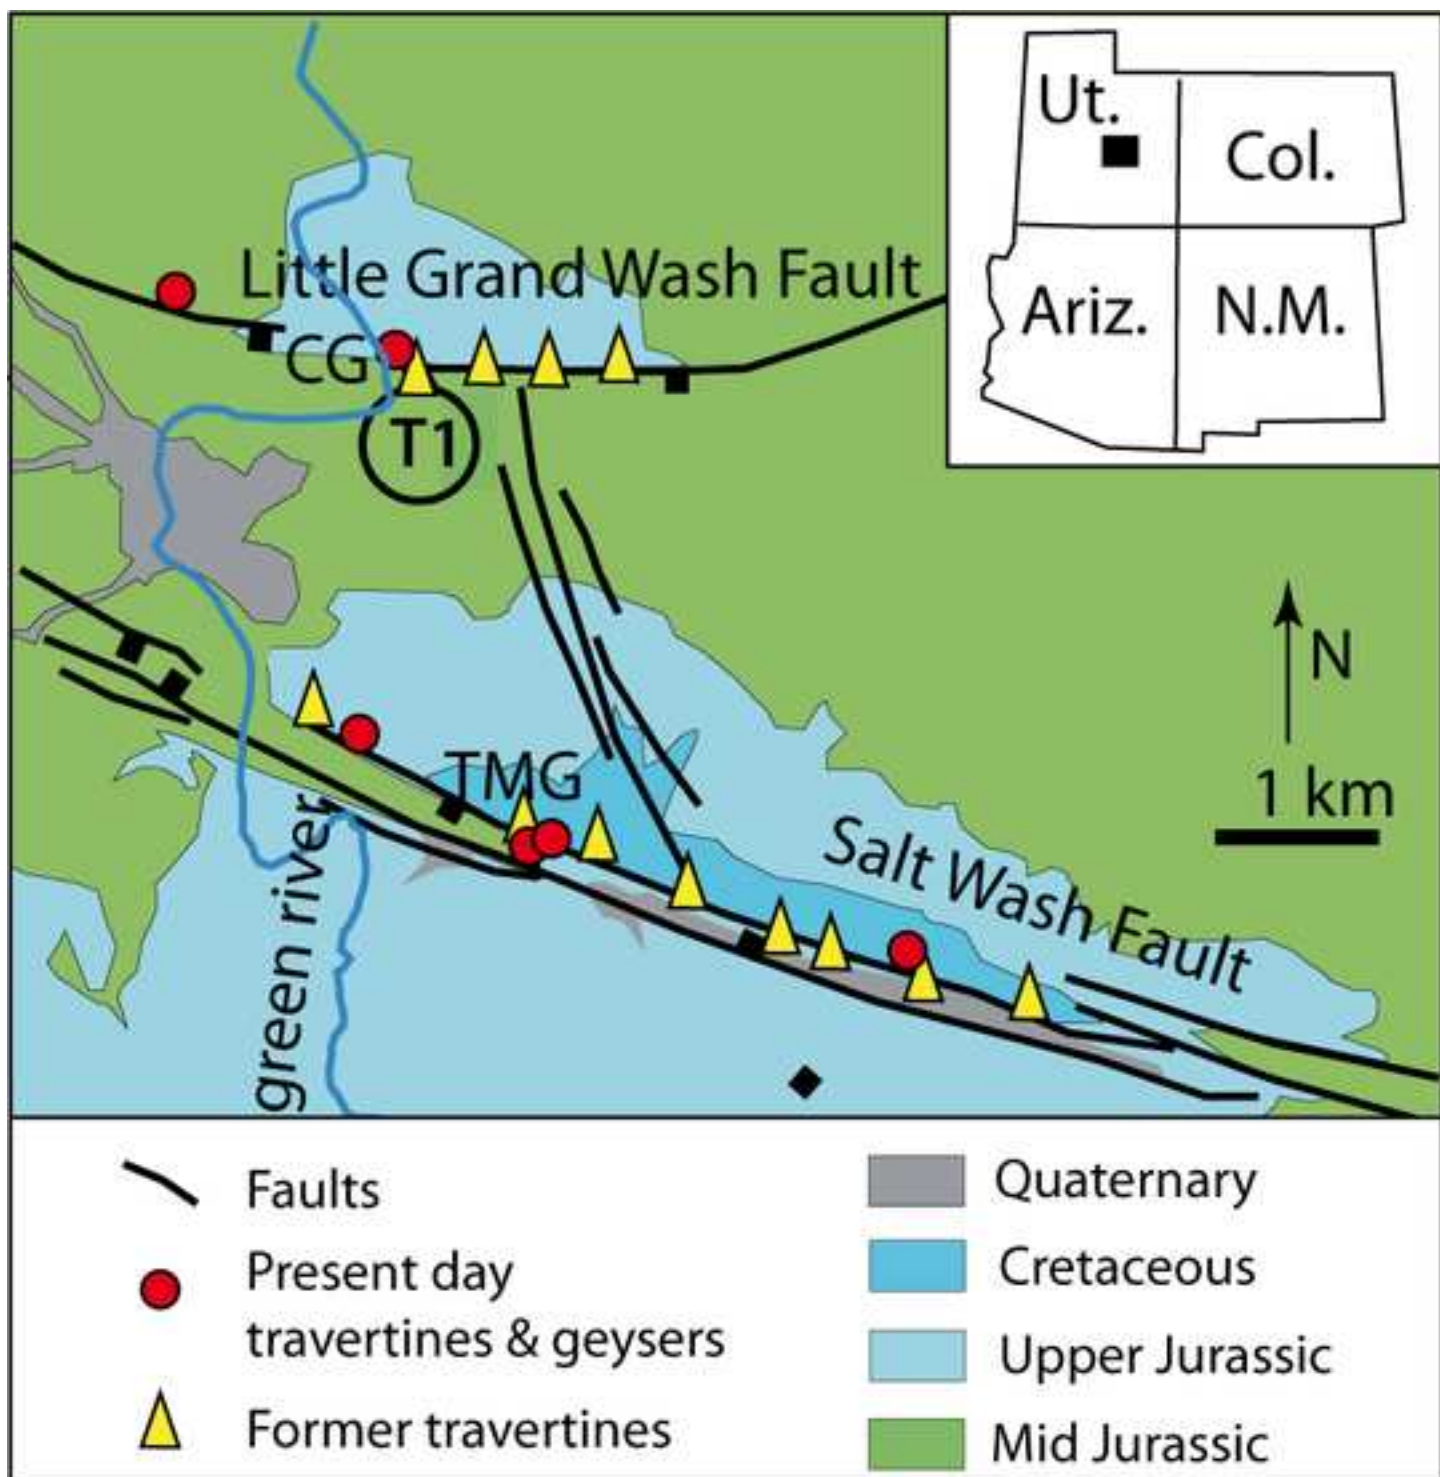 Ut.
Col.
Ariz.
N.M.
Little Grand Wash Fault
CG
T1
N
1 km
TMG
Salt Wash Fault
green river
Faults
Present day
travertines & geysers
Former travertines
Quaternary
Cretaceous
Upper Jurassic
Mid Jurassic